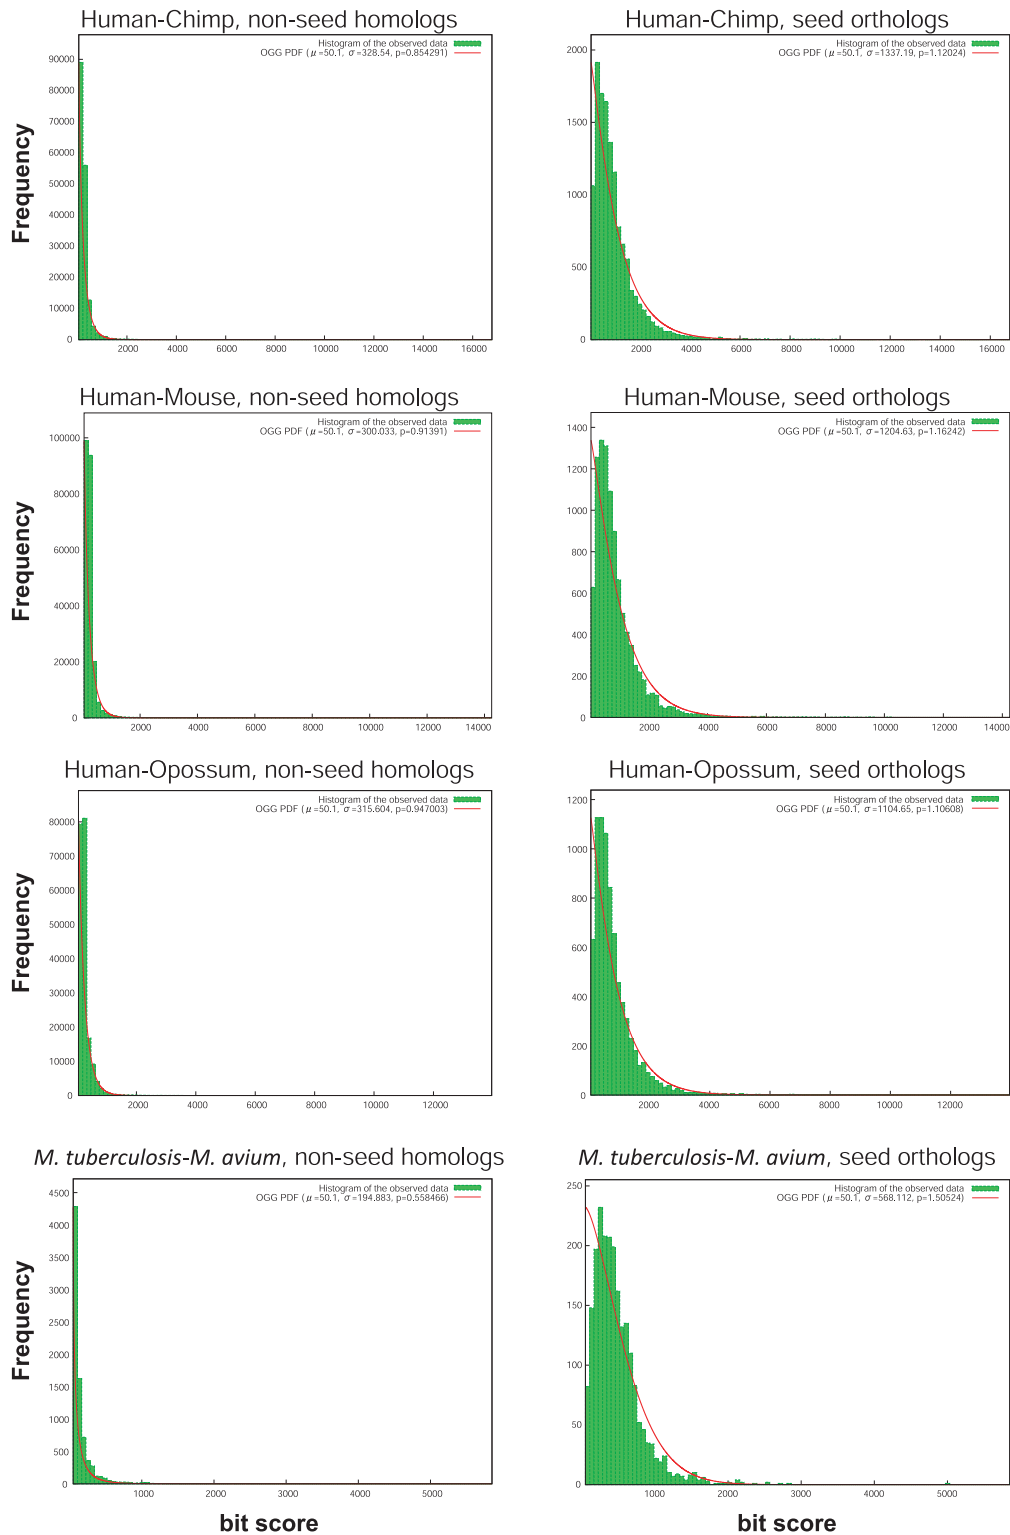 Human-Chimp, non-seed homologs
Histogram of the observed data
OGG PDF (μ=50.1, σ=328.54, p=0.854291)
Frequency
90000
80000
70000
60000
50000
40000
30000
20000
10000
0
2000 4000 6000 8000 10000 12000 14000 16000
Human-Chimp, seed orthologs
Histogram of the observed data
OGG PDF (μ=50.1, σ=1337.19, p=1.12024)
2000
1500
1000
500
0
2000 4000 6000 8000 10000 12000 14000 16000
Human-Mouse, non-seed homologs
Histogram of the observed data
OGG PDF (μ=50.1, σ=300.033, p=0.91391)
Frequency
100000
80000
60000
40000
20000
0
2000 4000 6000 8000 10000 12000 14000
Human-Mouse, seed orthologs
Histogram of the observed data
OGG PDF (μ=50.1, σ=1204.63, p=1.16242)
1400
1200
1000
800
600
400
200
0
2000 4000 6000 8000 10000 12000 14000
Human-Opossum, non-seed homologs
Histogram of the observed data
OGG PDF (μ=50.1, σ=315.604, p=0.947003)
Frequency
80000
70000
60000
50000
40000
30000
20000
10000
0
2000 4000 6000 8000 10000 12000
Human-Opossum, seed orthologs
Histogram of the observed data
OGG PDF (μ=50.1, σ=1104.65, p=1.10608)
1200
1000
800
600
400
200
0
2000 4000 6000 8000 10000 12000
M. tuberculosis-M. avium, non-seed homologs
Histogram of the observed data
OGG PDF (μ=50.1, σ=194.883, p=0.558466)
Frequency
4500
4000
3500
3000
2500
2000
1500
1000
500
0
1000 2000 3000 4000 5000
bit score
M. tuberculosis-M. avium, seed orthologs
Histogram of the observed data
OGG PDF (μ=50.1, σ=568.112, p=1.50524)
250
200
150
100
50
0
1000 2000 3000 4000 5000
bit score